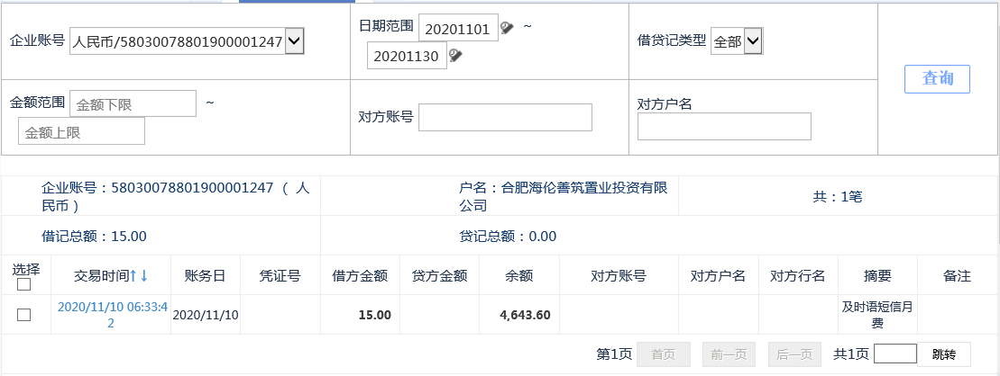 企业账号 人民币/58030078801900001247
日期范围 20201101 ~
20201130
借贷记类型 全部
查询
金额范围 金额下限 ~
金额上限
对方账号
对方户名
企业账号：58030078801900001247 （ 人
民币 ）
户名：合肥海伦善筑置业投资有限
公司
共：1笔
借记总额：15.00
贷记总额：0.00
选择 交易时间↑↓ 账务日 凭证号 借方金额 贷方金额 余额 对方账号 对方户名 对方行名 摘要 备注
2020/11/10 06:33:4
2
2020/11/10
15.00
4,643.60
及时语短信月
费
第1页 首页 前一页 后一页 共1页 跳转